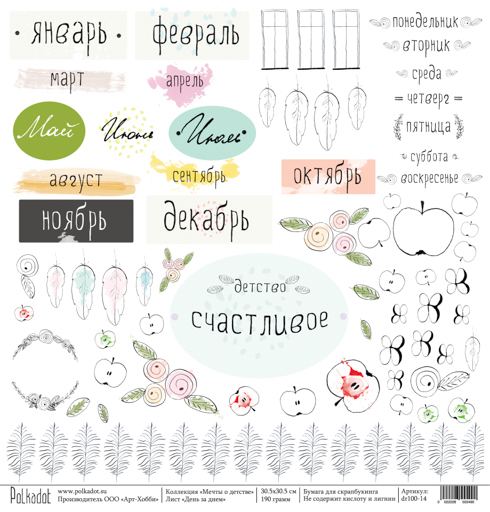 • январь •
февраль
март
апрель
Май
Июнь
• Июль •
август
сентябрь
октябрь
ноябрь
декабрь
понедельник
вторник
среда
четверг
пятница
суббота
воскресенье
детство
счастливое
Polkadot
www.polkadot.su
Производитель ООО «Арт-Хобби»
Коллекция «Мечты о детстве»
Лист «День за днем»
30.5х30.5 см
190 грамм
Бумага для скрапбукинга
Не содержит кислоту и лигнин
Артикул:
dr100-14